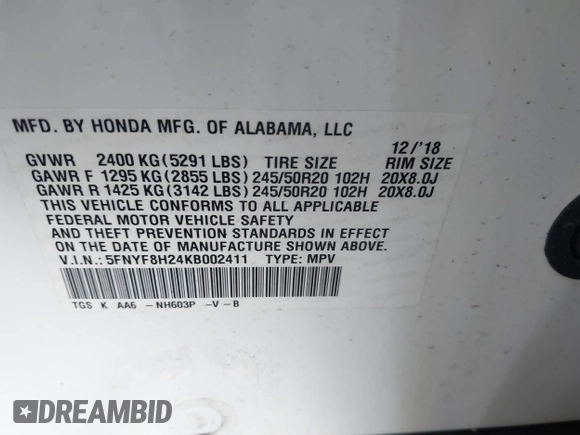 MFD. BY HONDA MFG. OF ALABAMA, LLC
12/'18
GVWR 2400 KG (5291 LBS) TIRE SIZE RIM SIZE
GAWR F 1295 KG (2855 LBS) 245/50R20 102H 20X8.0J
GAWR R 1425 KG (3142 LBS) 245/50R20 102H 20X8.0J
THIS VEHICLE CONFORMS TO ALL APPLICABLE
FEDERAL MOTOR VEHICLE SAFETY
AND THEFT PREVENTION STANDARDS IN EFFECT
ON THE DATE OF MANUFACTURE SHOWN ABOVE.
V.I.N.: 5FNYF8H24KB002411 TYPE: MPV
TGS K AA6 - NH603P -V-B
DREAMBID